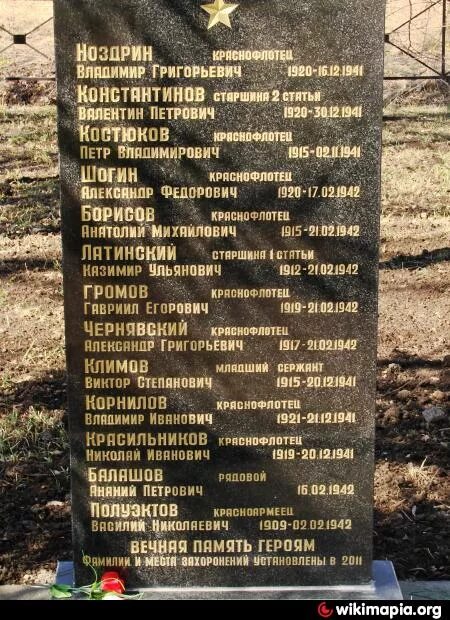 Ноздрин краснофлотец
Владимир Григорьевич 1920-16.12.1941
Константинов старшина 2 статьи
Валентин Петрович 1920-30.12.1941
Костюков краснофлотец
Петр Владимирович 1915-02.11.1941
Шогин краснофлотец
Александр Федорович 1920-17.02.1942
Борисов краснофлотец
Анатолий Михайлович 1915-21.02.1942
Латинский старшина 1 статьи
Казимир Ульянович 1912-21.02.1942
Громов краснофлотец
Гавриил Егорович 1919-21.02.1942
Чернявский краснофлотец
Александр Григорьевич 1917-21.02.1942
Климов младший сержант
Виктор Степанович 1915-20.12.1941
Корнилов краснофлотец
Владимир Иванович 1921-21.12.1941
Красильников краснофлотец
Николай Иванович 1919-20.12.1941
Балашов рядовой
Ананий Петрович 16.02.1942
Полуэктов красноармеец
Василий Николаевич 1909-02.02.1942
Вечная память героям
Фамилии и места захоронений установлены в 2011
wikimapia.org